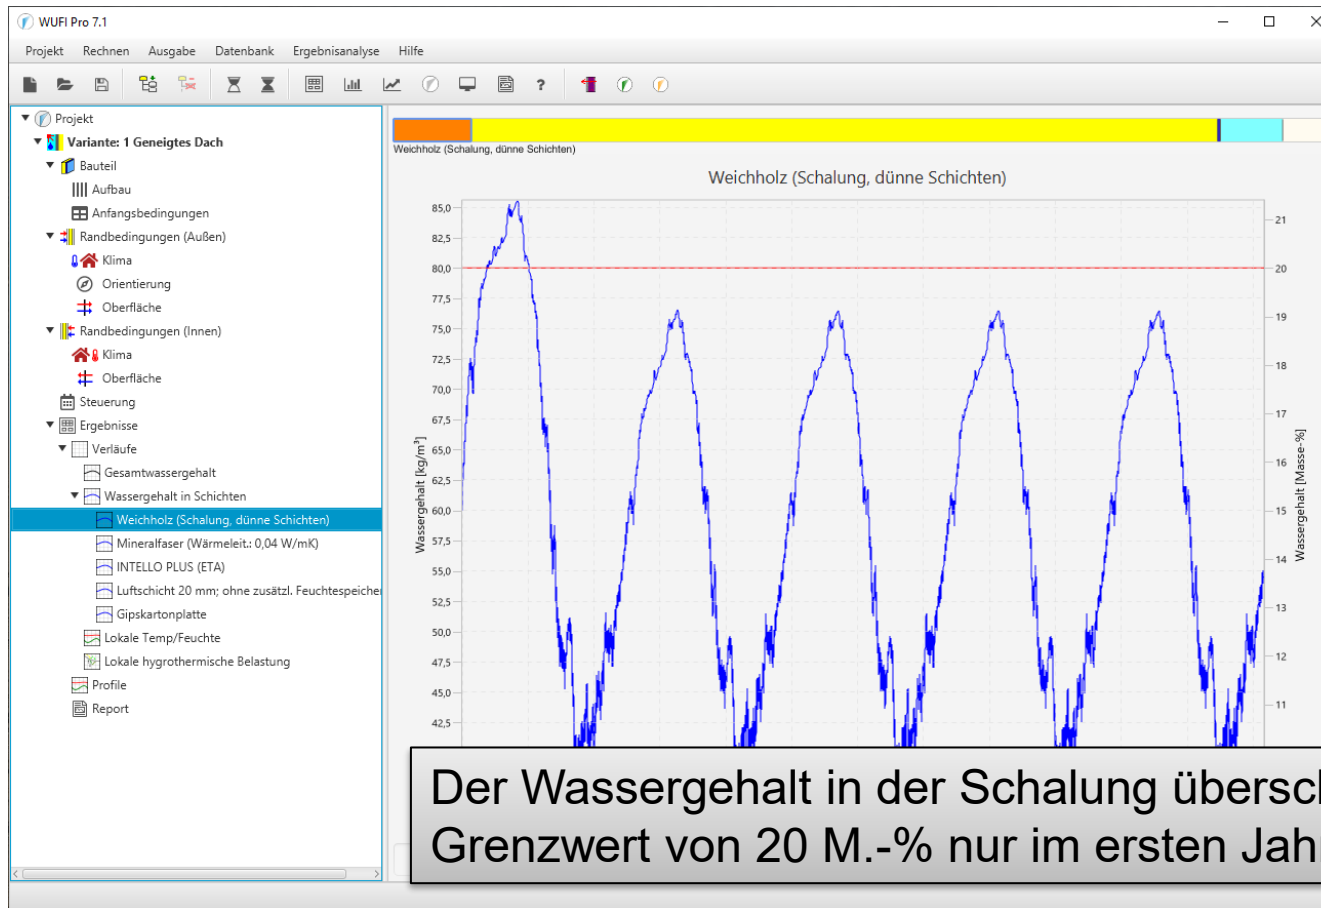 WUFI Pro 7.1
Projekt Rechnen Ausgabe Datenbank Ergebnisanalyse Hilfe
?
Projekt
Variante: 1 Geneigtes Dach
Bauteil
Aufbau
Anfangsbedingungen
Randbedingungen (Außen)
Klima
Orientierung
Oberfläche
Randbedingungen (Innen)
Klima
Oberfläche
Steuerung
Ergebnisse
Verläufe
Gesamtwassergehalt
Wassergehalt in Schichten
Weichholz (Schalung, dünne Schichten)
Mineralfaser (Wärmeleit.: 0,04 W/mK)
INTELLO PLUS (ETA)
Luftschicht 20 mm; ohne zusätzl. Feuchtespeicher
Gipskartonplatte
Lokale Temp/Feuchte
Lokale hygrothermische Belastung
Profile
Report
Weichholz (Schalung, dünne Schichten)
Weichholz (Schalung, dünne Schichten)
Wassergehalt [kg/m³]
85,0
82,5
80,0
77,5
75,0
72,5
70,0
67,5
65,0
62,5
60,0
57,5
55,0
52,5
50,0
47,5
45,0
42,5
21
20
19
18
17
16
15
14
13
12
11
Wassergehalt [Masse-%]
Der Wassergehalt in der Schalung übersch
Grenzwert von 20 M.-% nur im ersten Jah